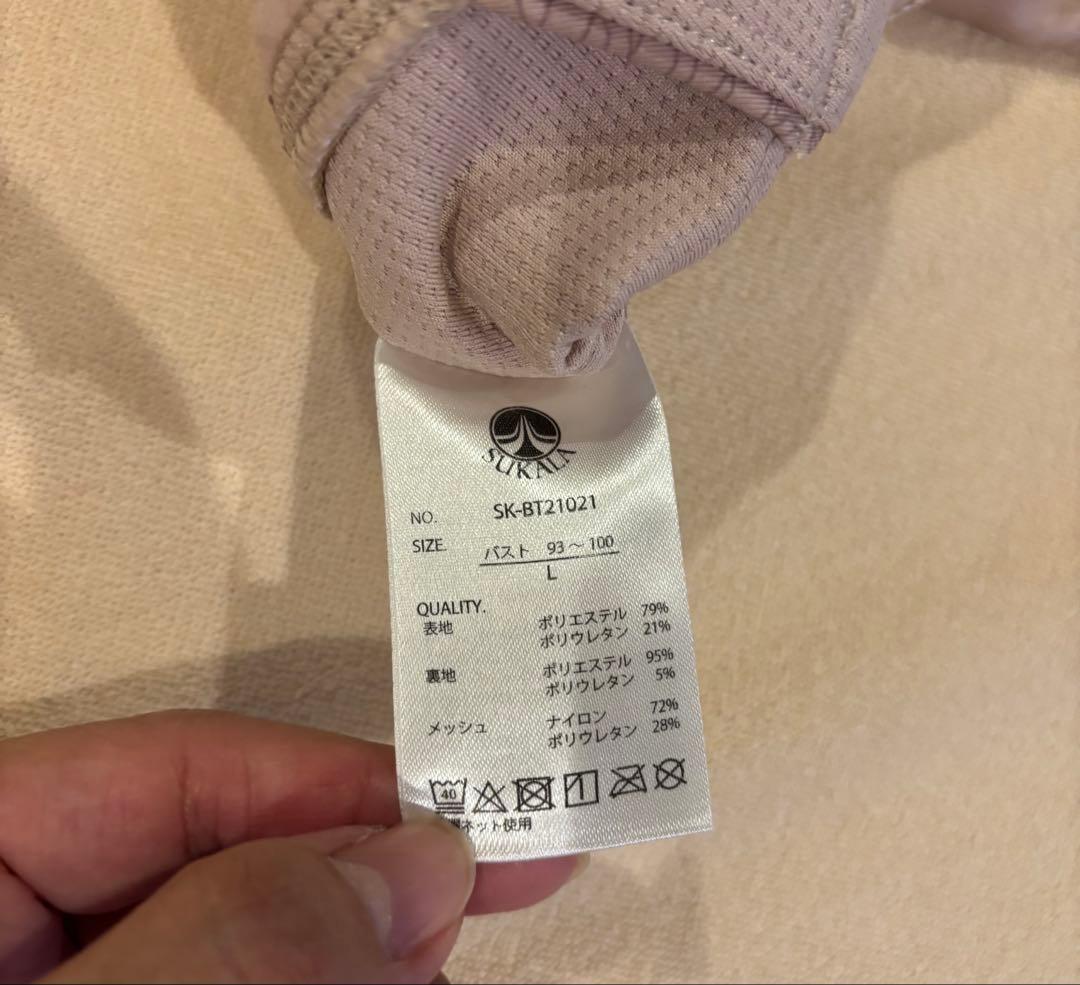 SUKALA
NO. SK-BT21021
SIZE. バスト 93～100
L
QUALITY.
表地 ポリエステル 79%
ポリウレタン 21%
裏地 ポリエステル 95%
ポリウレタン 5%
メッシュ ナイロン 72%
ポリウレタン 28%
40
ネット使用